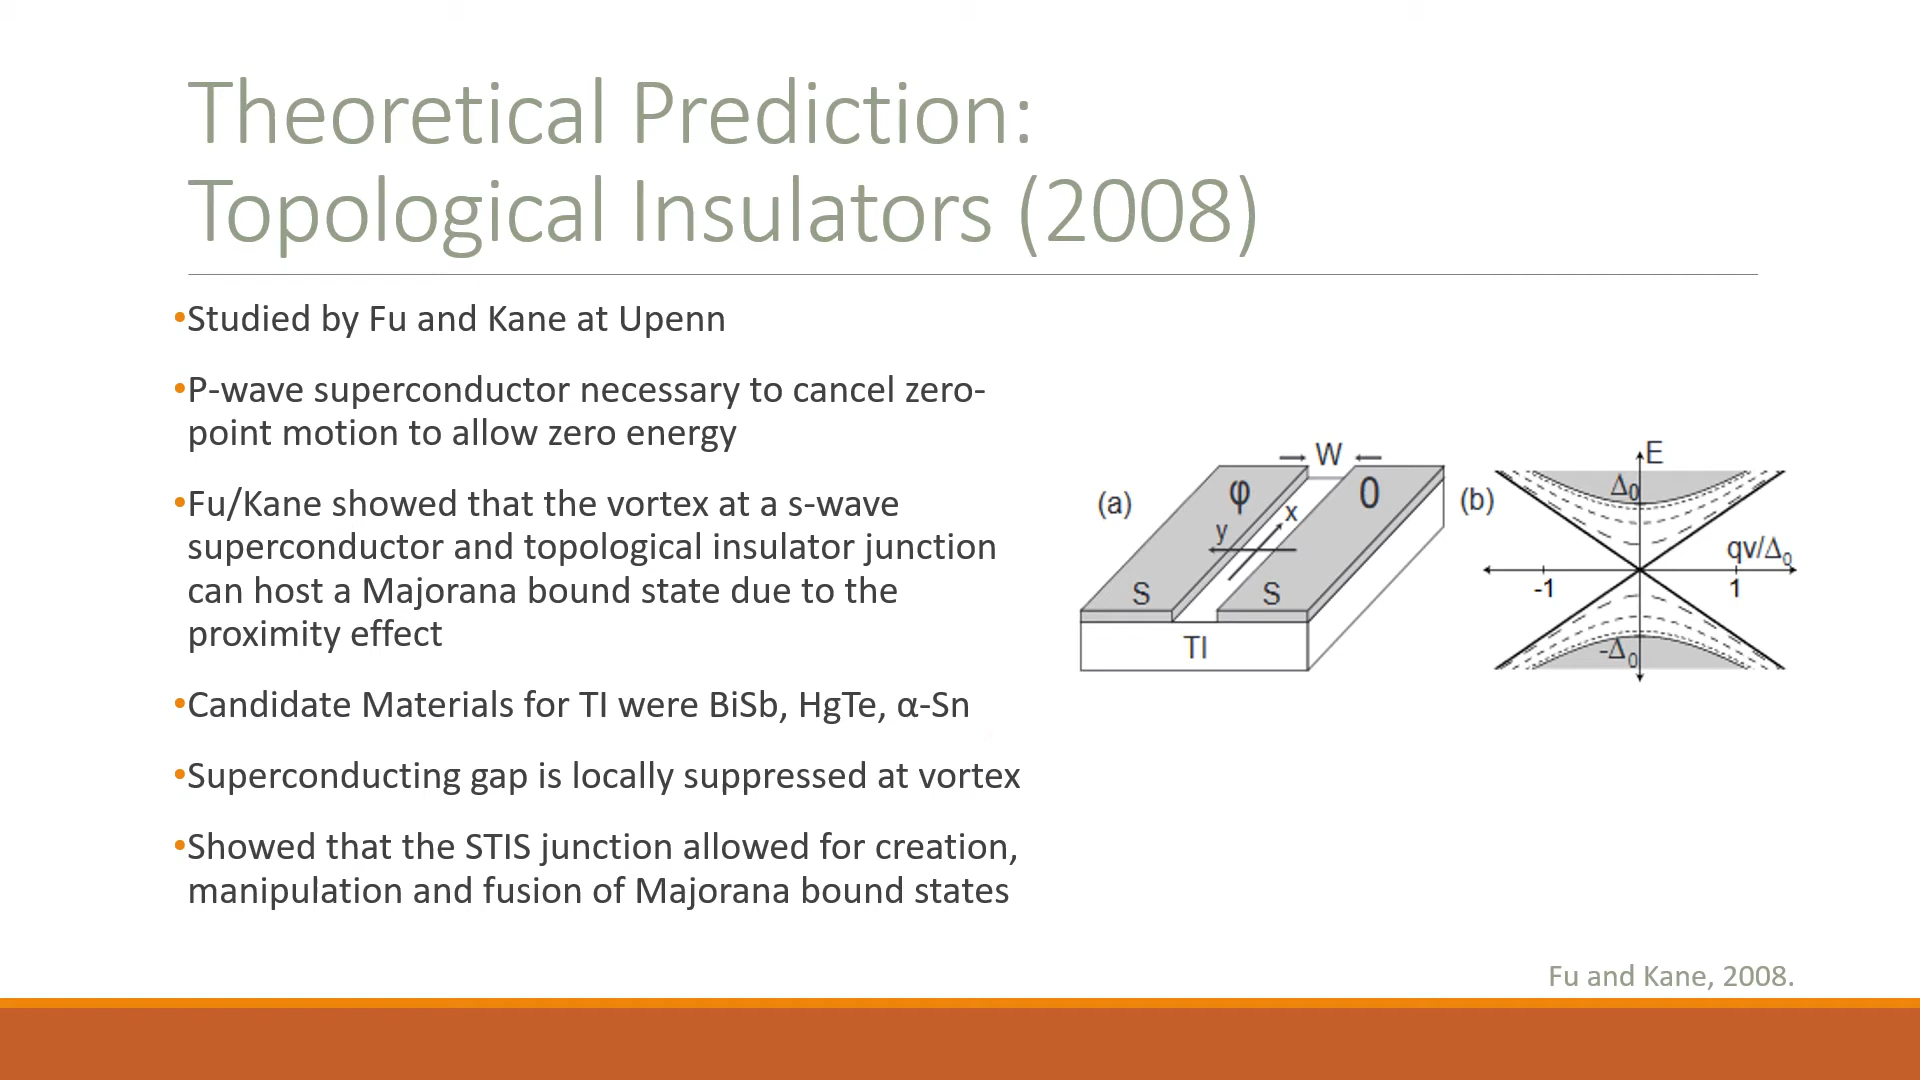 Theoretical Prediction:
Topological Insulators (2008)
•Studied by Fu and Kane at Upenn
•P-wave superconductor necessary to cancel zero-
point motion to allow zero energy
•Fu/Kane showed that the vortex at a s-wave
superconductor and topological insulator junction
can host a Majorana bound state due to the
proximity effect
•Candidate Materials for TI were BiSb, HgTe, α-Sn
•Superconducting gap is locally suppressed at vortex
•Showed that the STIS junction allowed for creation,
manipulation and fusion of Majorana bound states
(a)
W
φ
0
x
y
S
S
TI
(b)
E
Δ₀
qv/Δ₀
-1
1
-Δ₀
Fu and Kane, 2008.